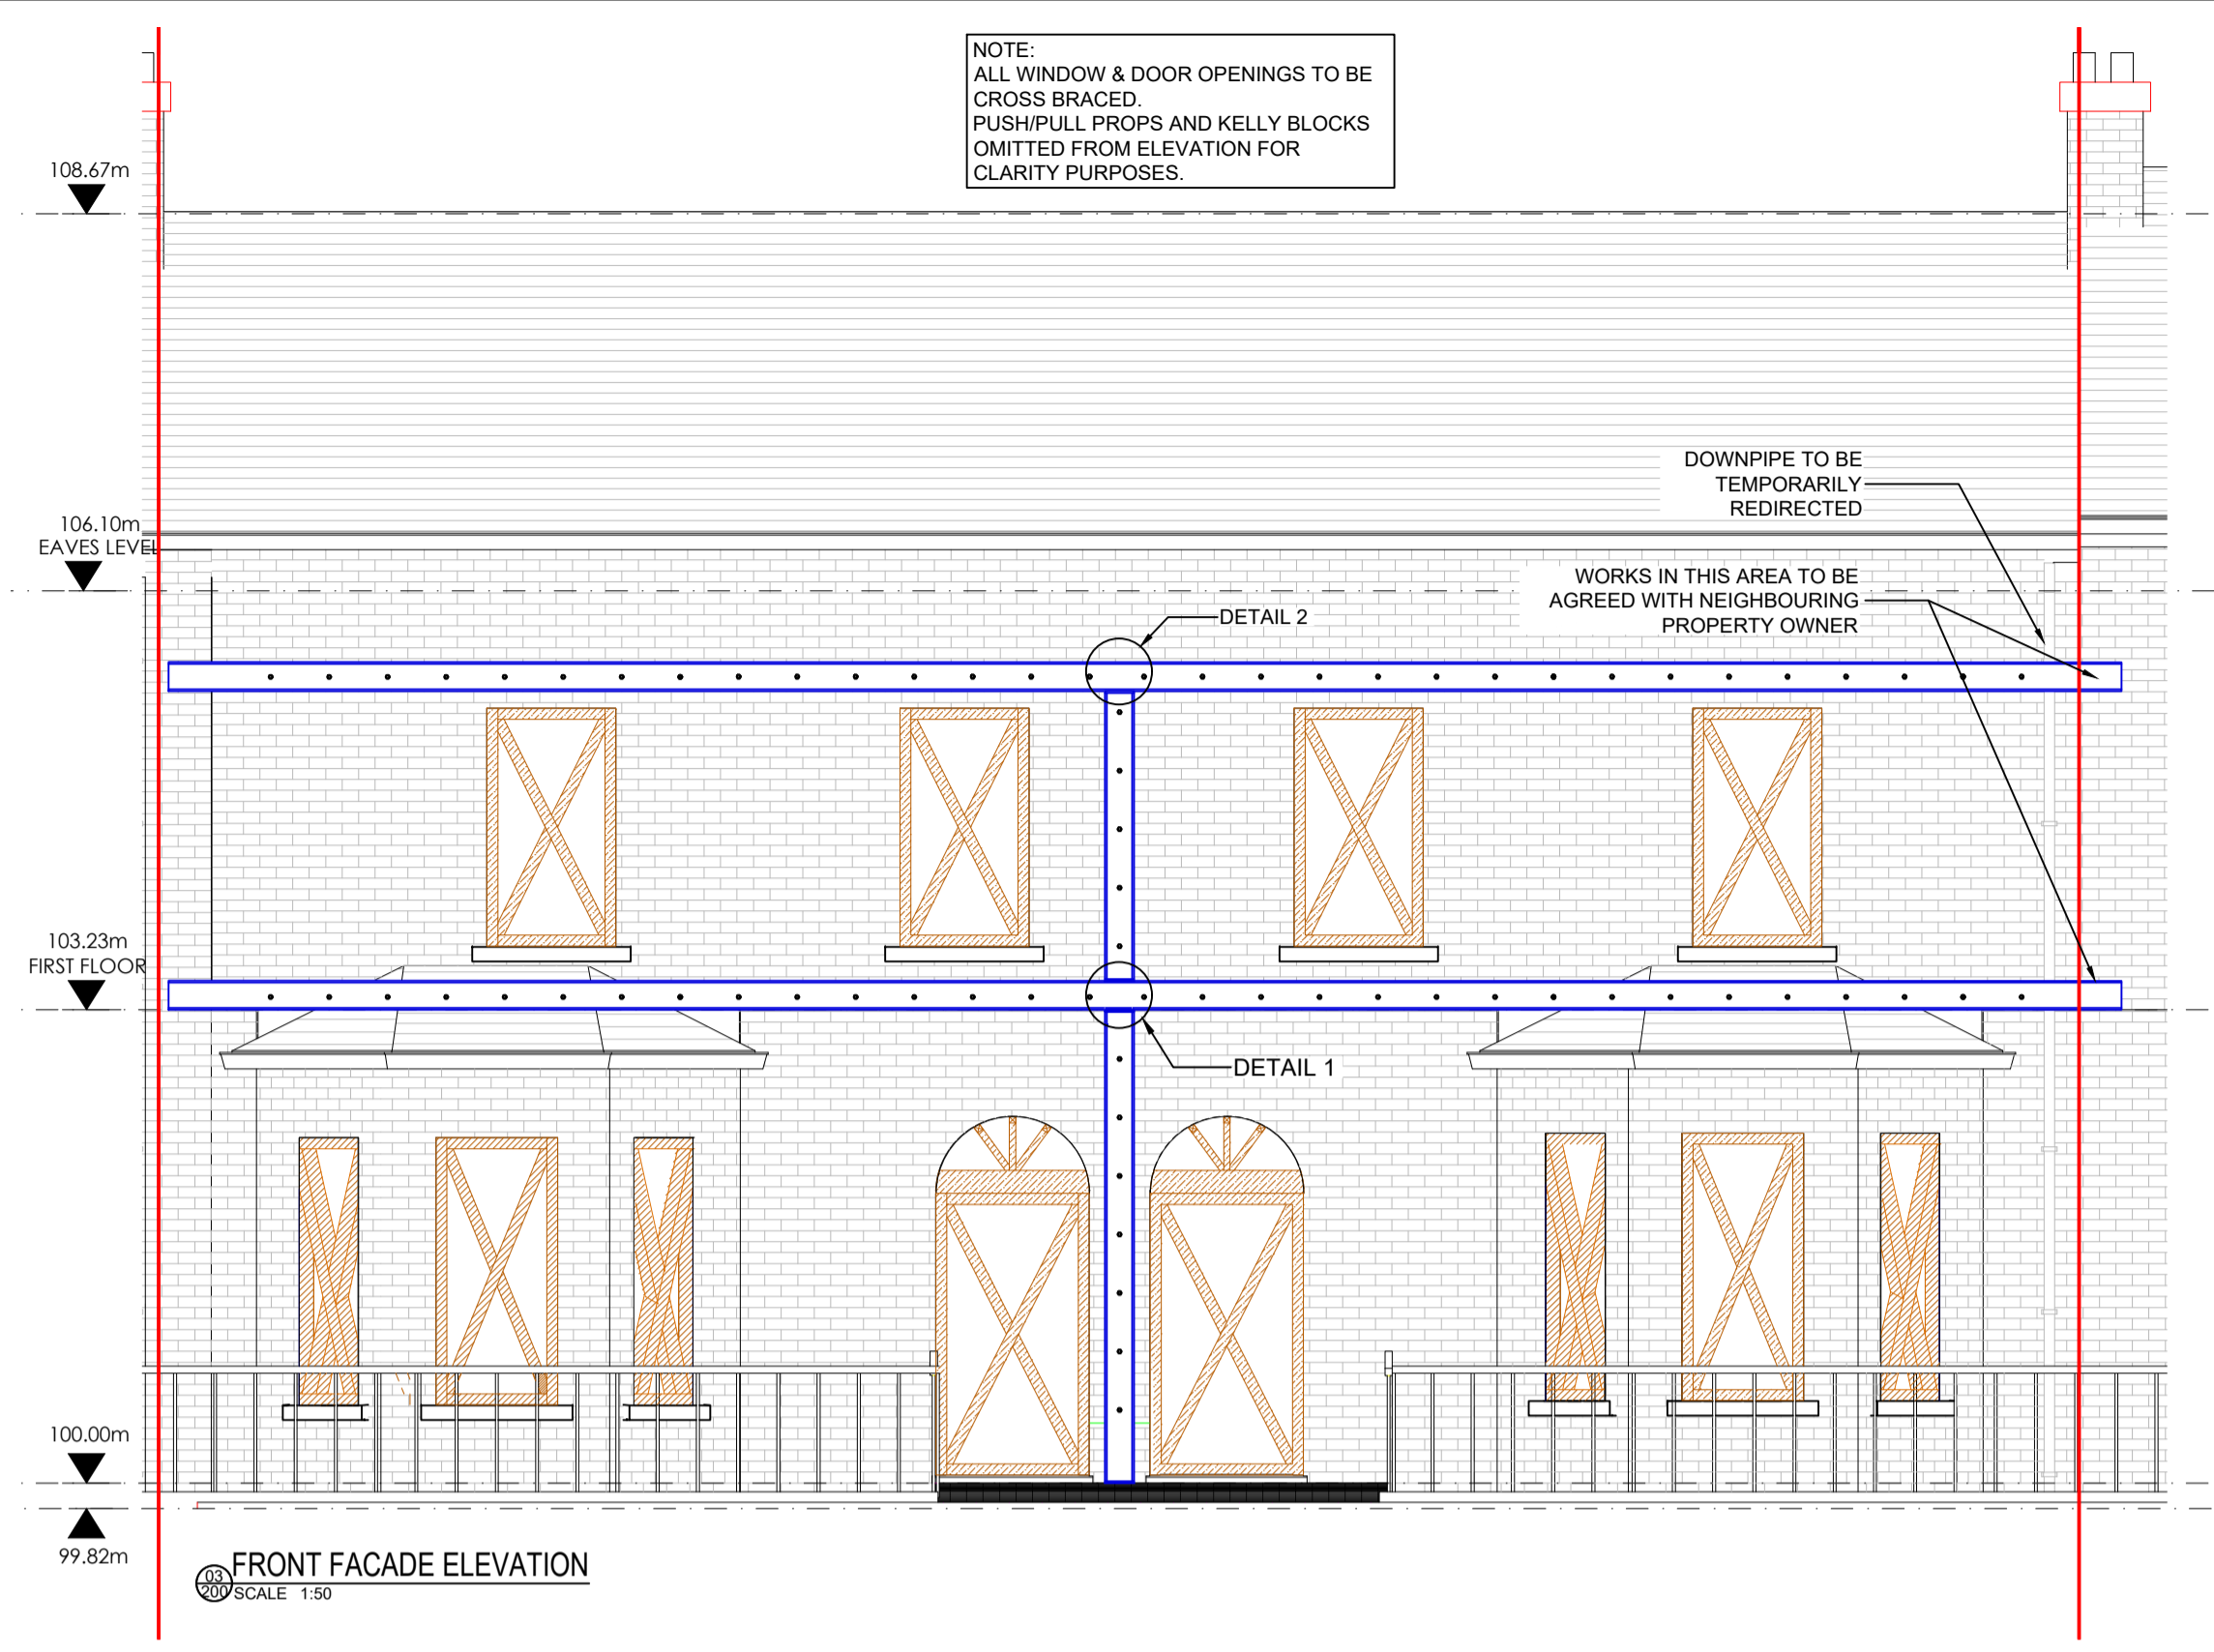 NOTE:
ALL WINDOW & DOOR OPENINGS TO BE
CROSS BRACED.
PUSH/PULL PROPS AND KELLY BLOCKS
OMITTED FROM ELEVATION FOR
CLARITY PURPOSES.
108.67m
DOWNPIPE TO BE
TEMPORARILY
REDIRECTED
106.10m
EAVES LEVEL
WORKS IN THIS AREA TO BE
AGREED WITH NEIGHBOURING
PROPERTY OWNER
DETAIL 2
103.23m
FIRST FLOOR
DETAIL 1
100.00m
99.82m
03
200
FRONT FACADE ELEVATION
SCALE 1:50